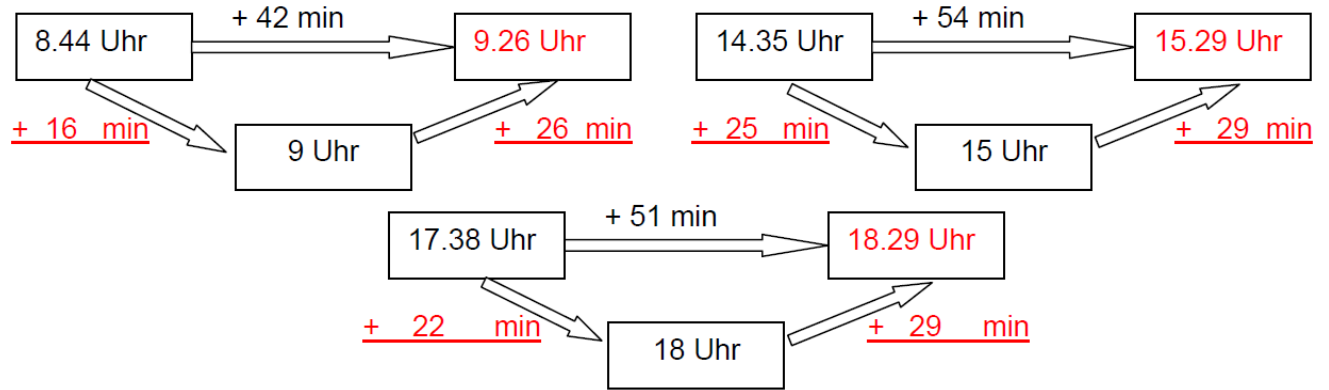 + 42 min
8.44 Uhr 9.26 Uhr
+ 16 min + 26 min
9 Uhr
+ 54 min
14.35 Uhr 15.29 Uhr
+ 25 min + 29 min
15 Uhr
+ 51 min
17.38 Uhr 18.29 Uhr
+ 22 min + 29 min
18 Uhr